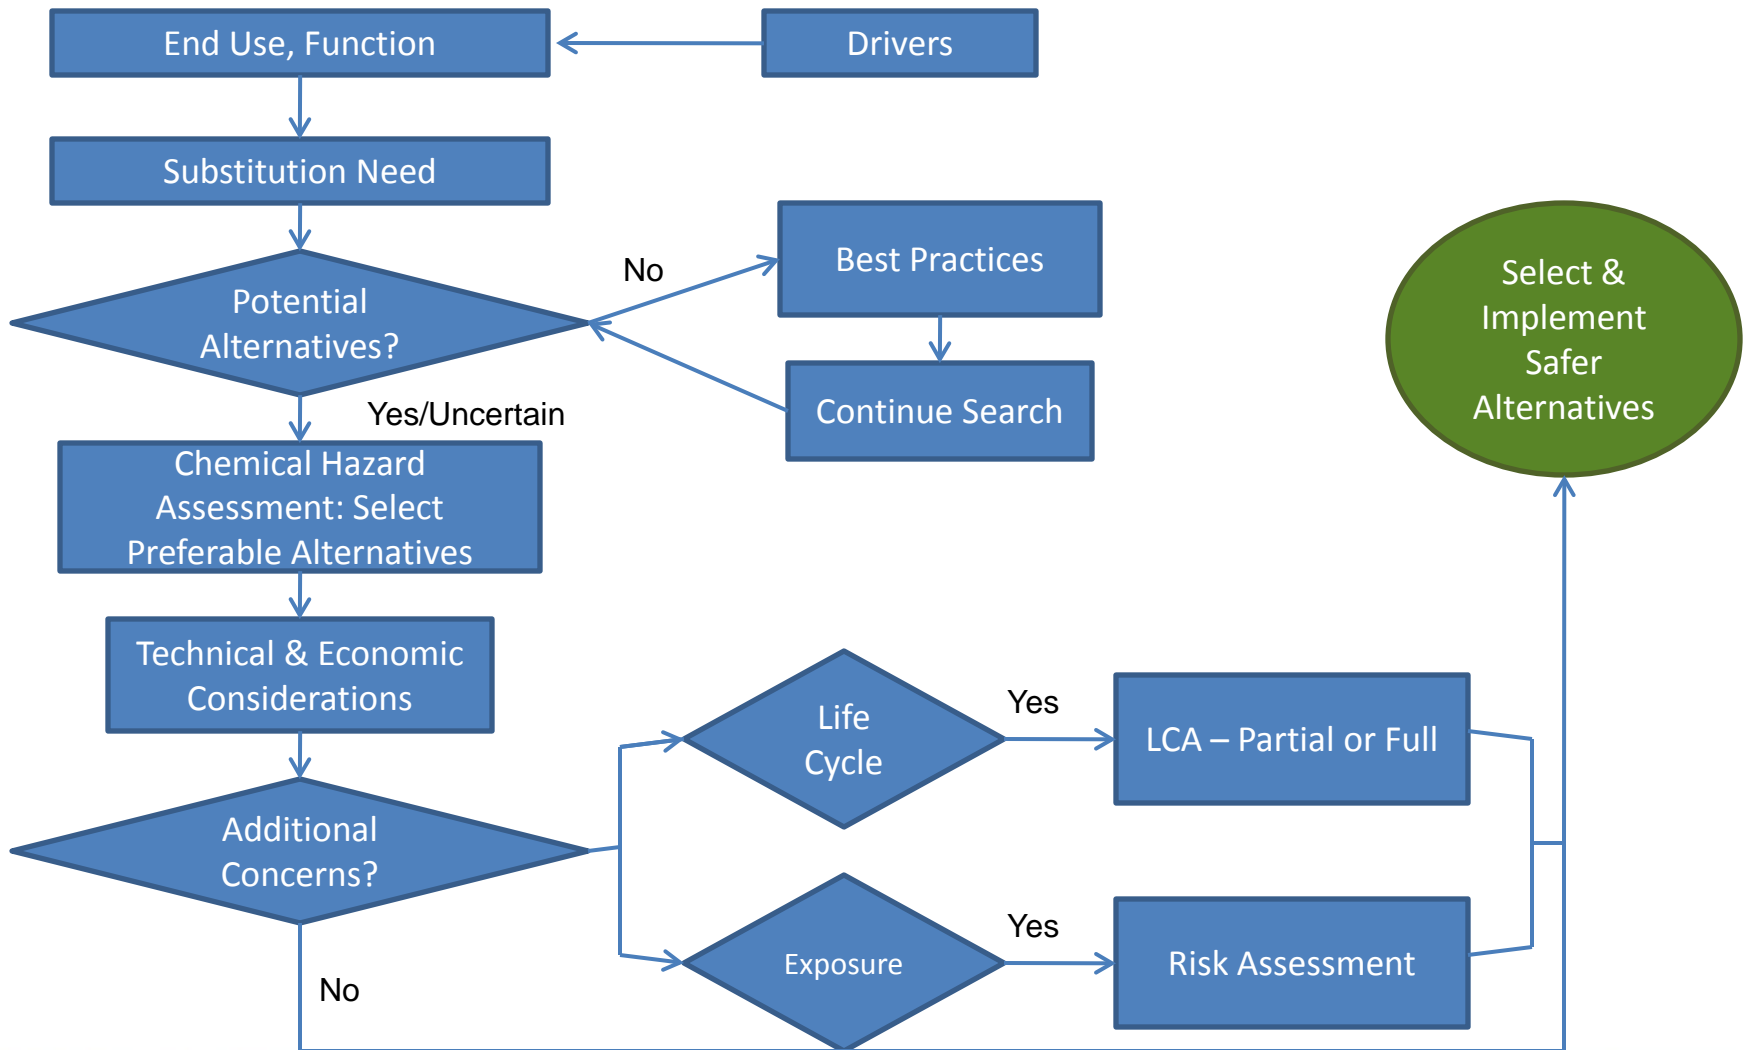 End Use, Function
Drivers
Substitution Need
Potential
Alternatives?
No
Best Practices
Continue Search
Yes/Uncertain
Chemical Hazard
Assessment: Select
Preferable Alternatives
Technical & Economic
Considerations
Additional
Concerns?
No
Life
Cycle
Yes
LCA – Partial or Full
Exposure
Yes
Risk Assessment
Select &
Implement
Safer
Alternatives